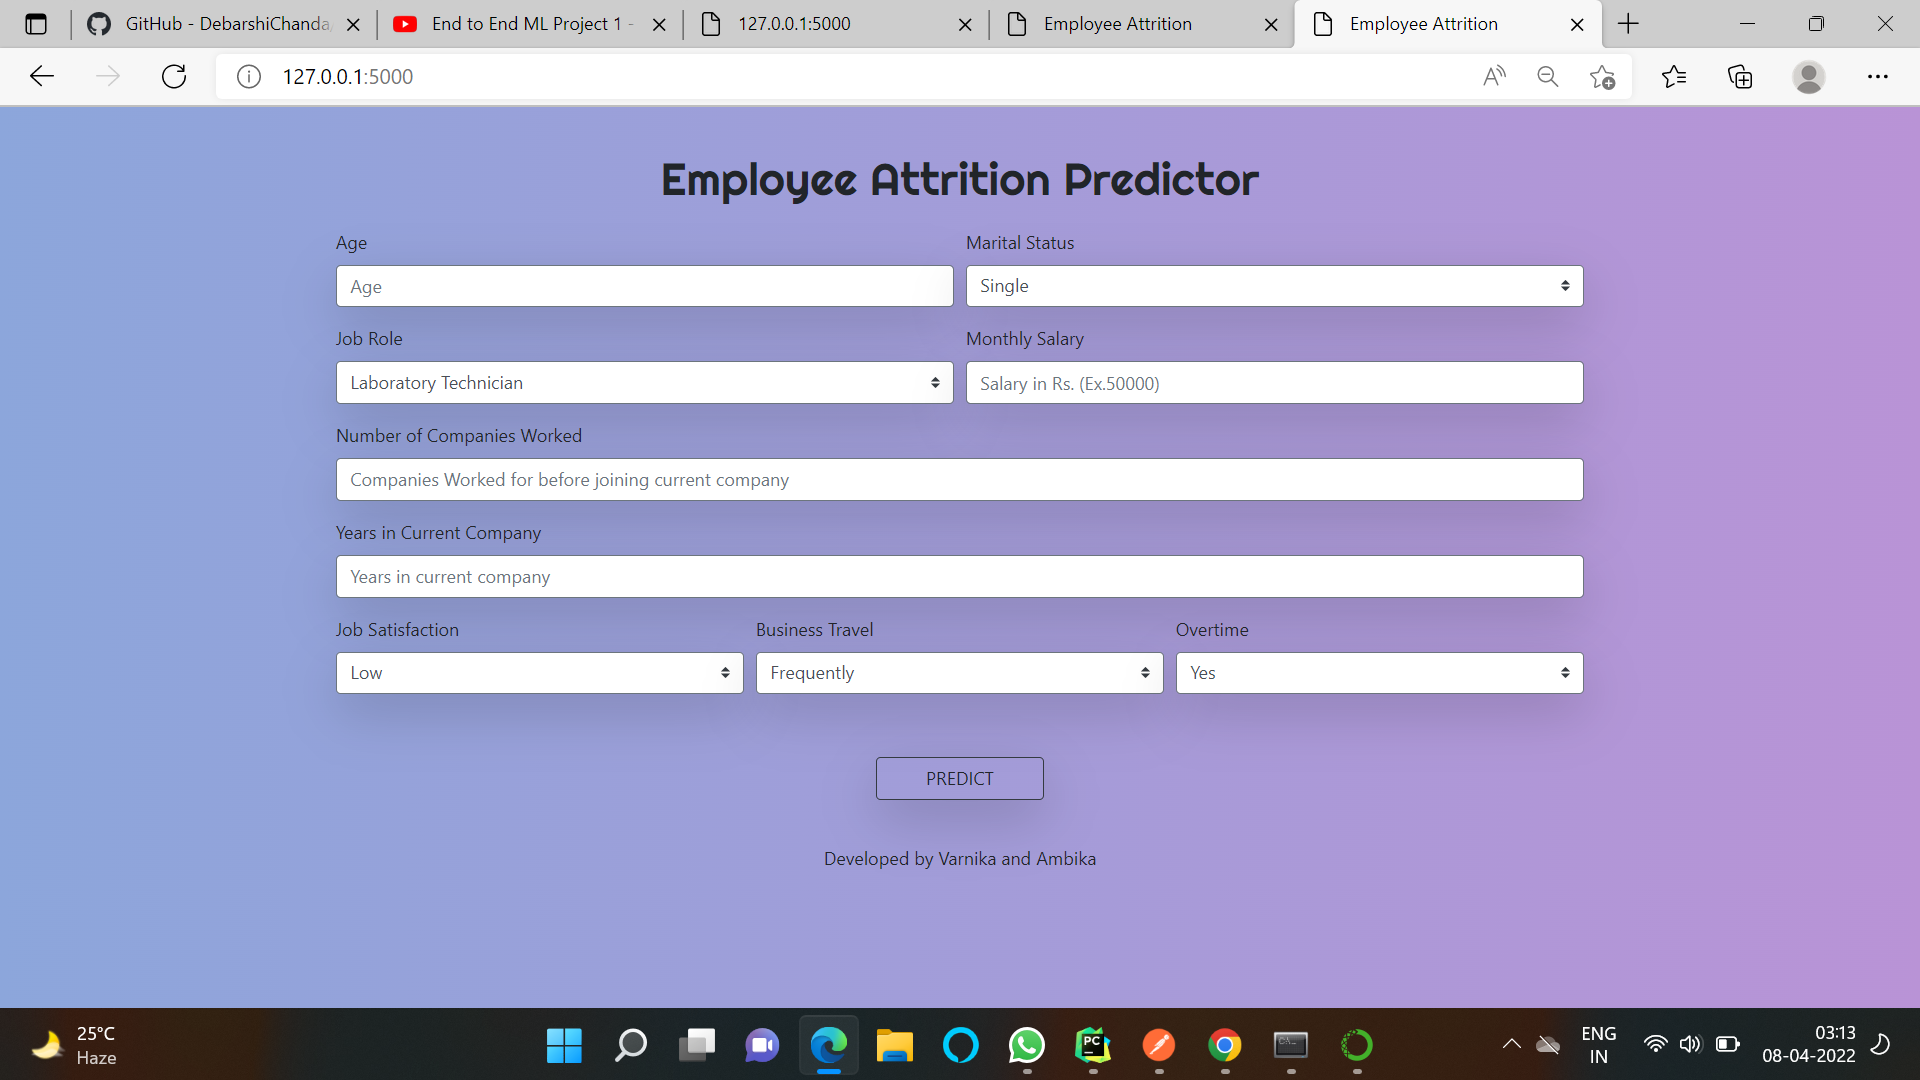 GitHub - DebarshiChanda
End to End ML Project 1 -
127.0.0.1:5000
Employee Attrition
Employee Attrition
127.0.0.1:5000
Employee Attrition Predictor
Age
Marital Status
Age
Single
Job Role
Monthly Salary
Laboratory Technician
Salary in Rs. (Ex.50000)
Number of Companies Worked
Companies Worked for before joining current company
Years in Current Company
Years in current company
Job Satisfaction
Business Travel
Overtime
Low
Frequently
Yes
PREDICT
Developed by Varnika and Ambika
25°C
Haze
PC
ENG
IN
03:13
08-04-2022